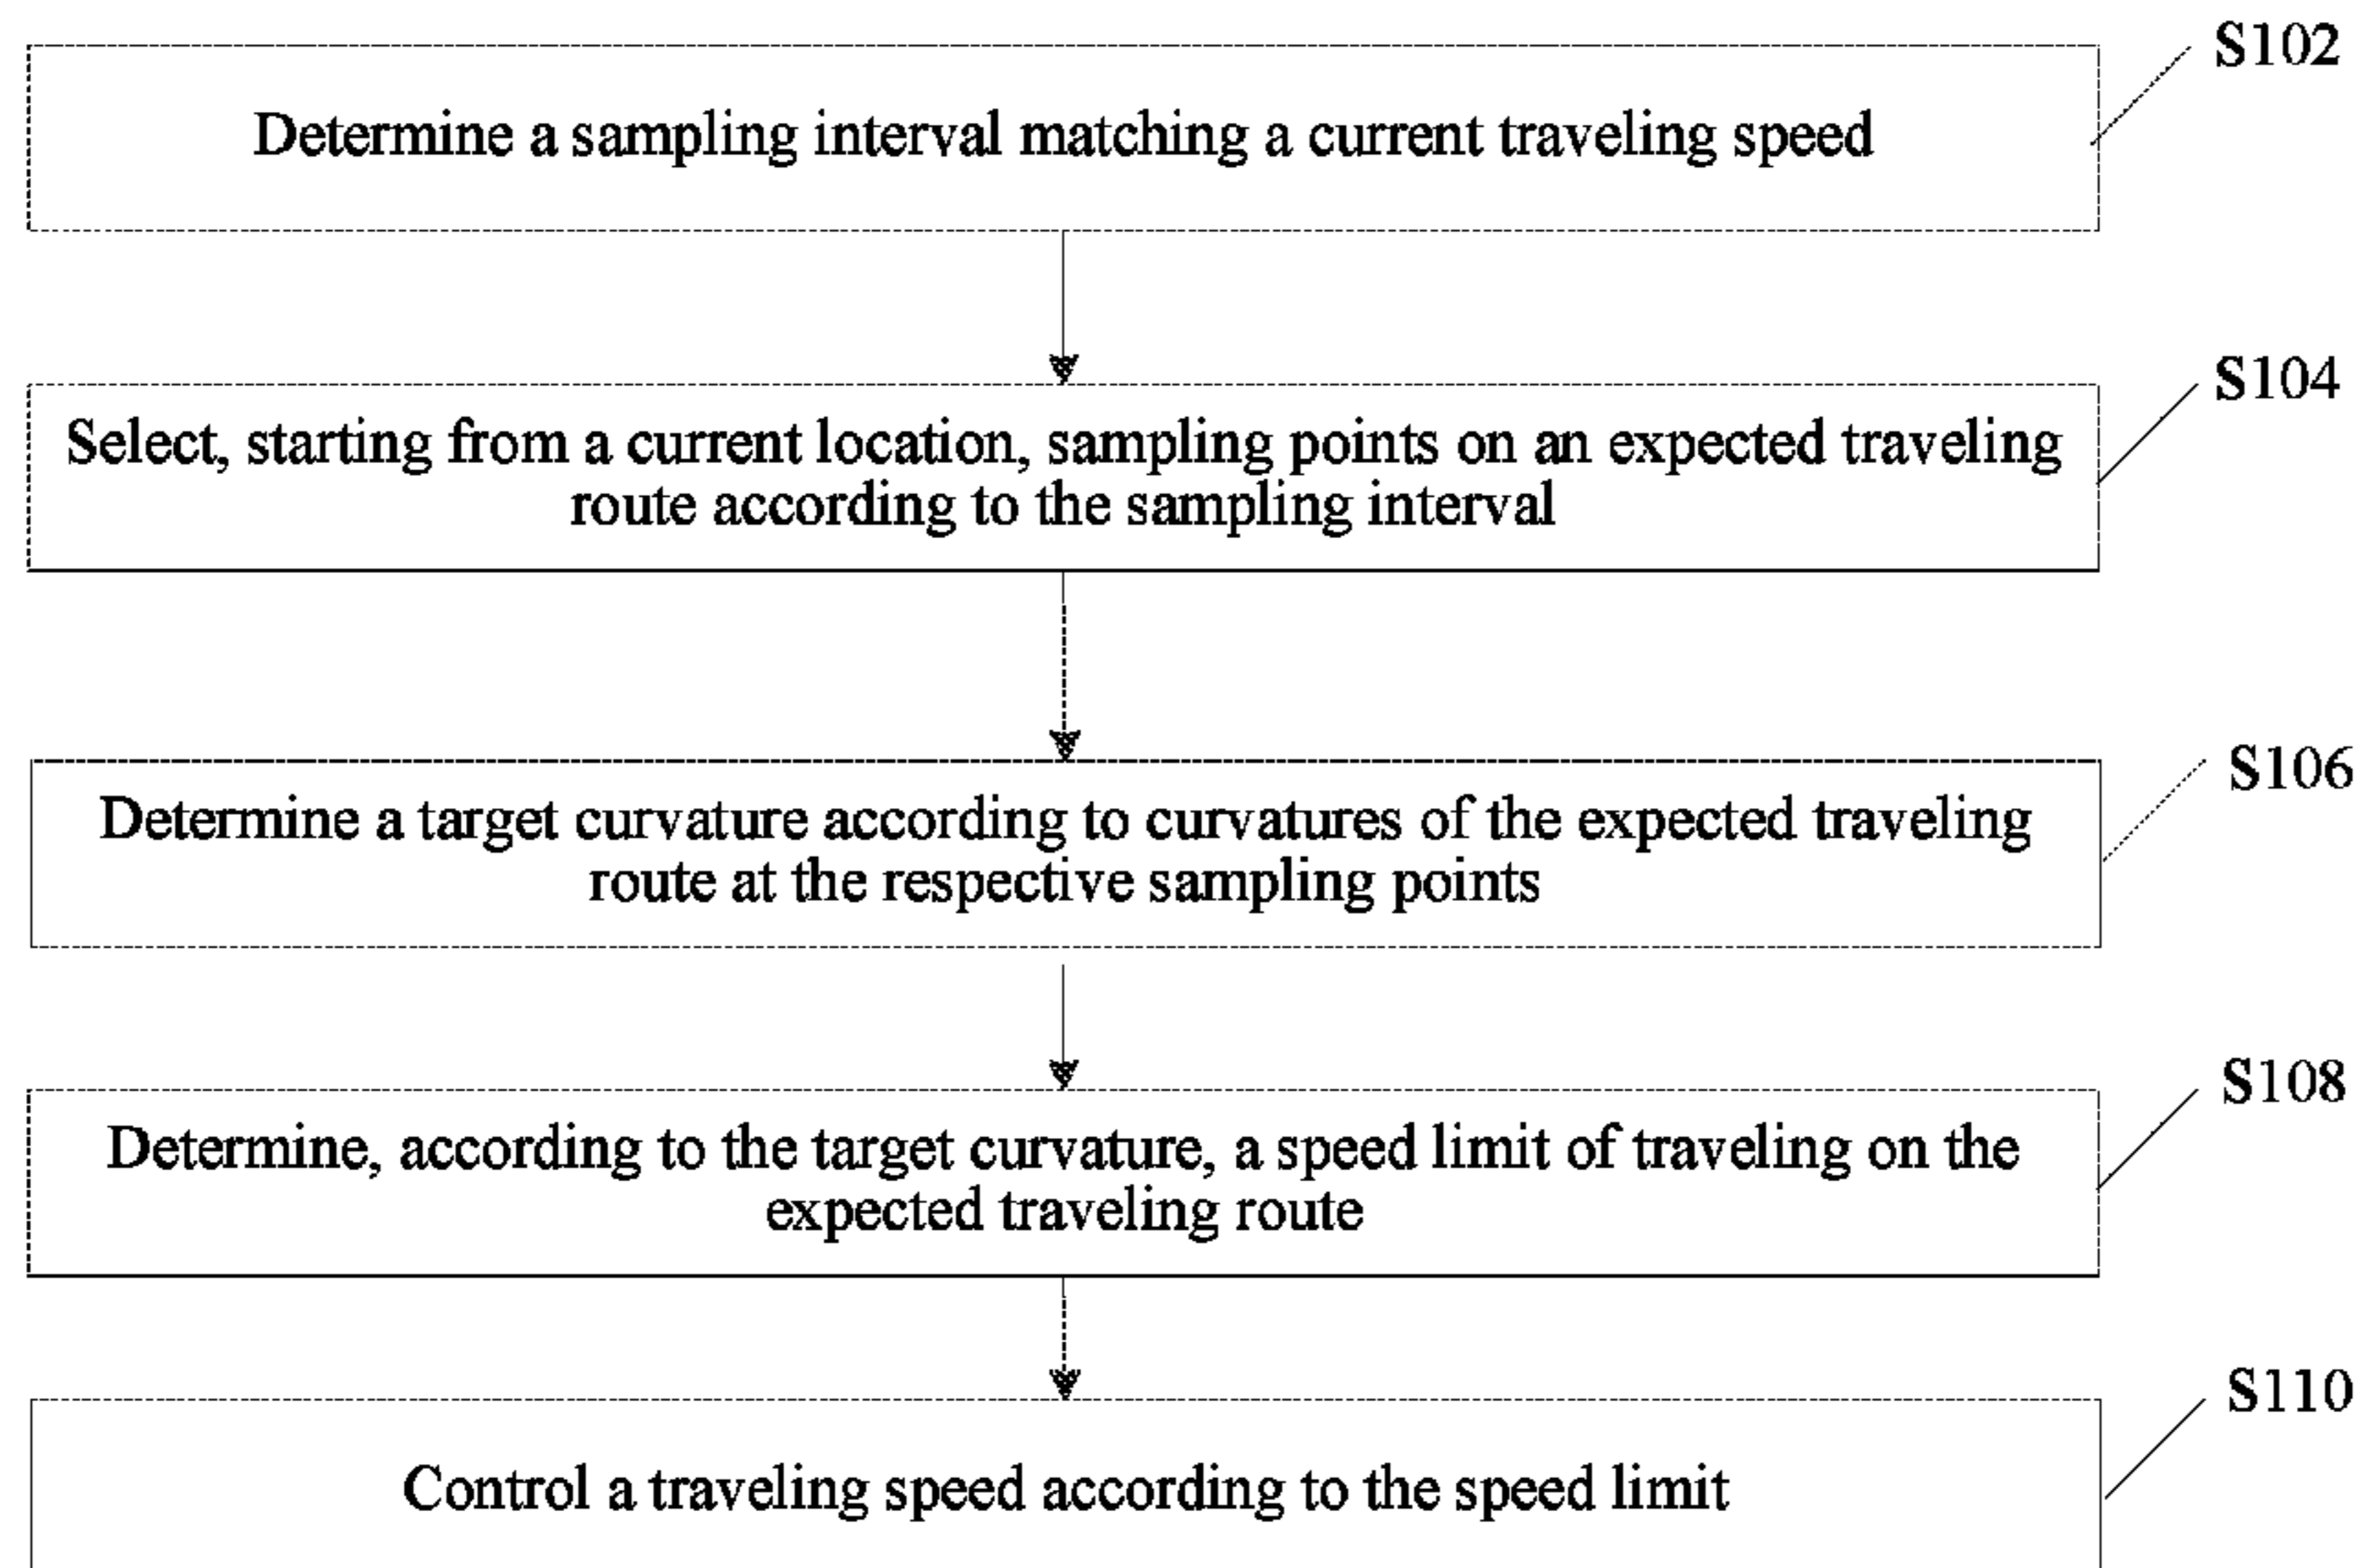 S102
Determine a sampling interval matching a current traveling speed
S104
Select, starting from a current location, sampling points on an expected traveling
route according to the sampling interval
S106
Determine a target curvature according to curvatures of the expected traveling
route at the respective sampling points
S108
Determine, according to the target curvature, a speed limit of traveling on the
expected traveling route
S110
Control a traveling speed according to the speed limit